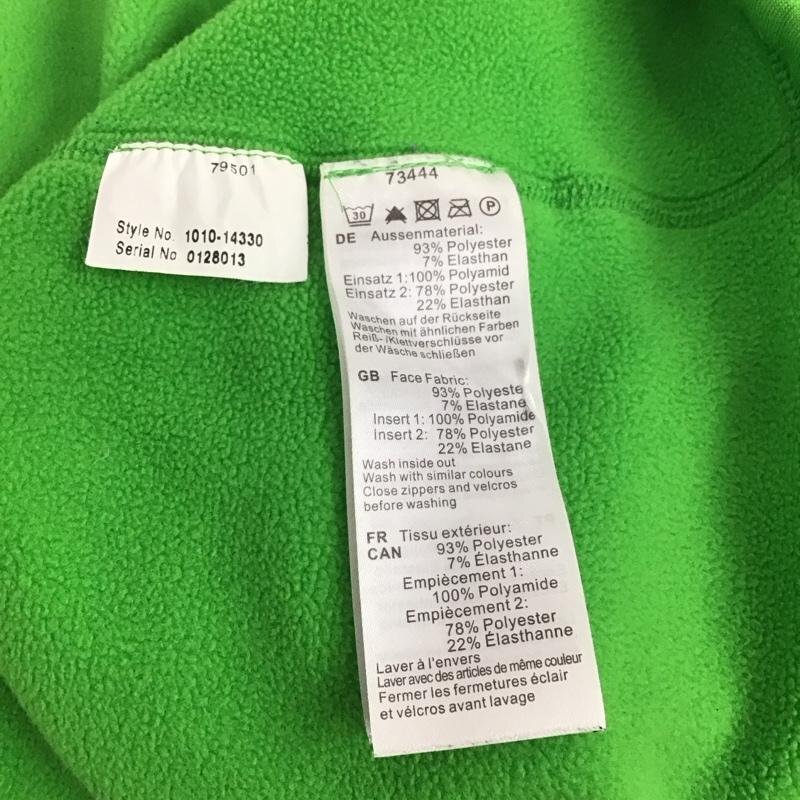 79501
Style No. 1010-14330
Serial No 0128013
73444
30 P
DE Aussenmaterial:
93% Polyester
7% Elasthan
Einsatz 1:100% Polyamid
Einsatz 2: 78% Polyester
22% Elasthan
Waschen auf der Rückseite
Waschen mit ähnlichen Farben
Reiß-/Klettverschlüsse vor
der Wäsche schließen
GB Face Fabric:
93% Polyeste
7% Elastane
Insert 1: 100% Polyamide
Insert 2: 78% Polyester
22% Elastane
Wash inside out
Wash with similar colours
Close zippers and velcros
before washing
FR Tissu extérieur:
CAN 93% Polyester
7% Élasthanne
Empiècement 1:
100% Polyamide
Empiècement 2:
78% Polyester
22% Élasthanne
Laver à l'envers
Laver avec des articles de même couleur
Fermer les fermetures éclair
et vélcros avant lavage